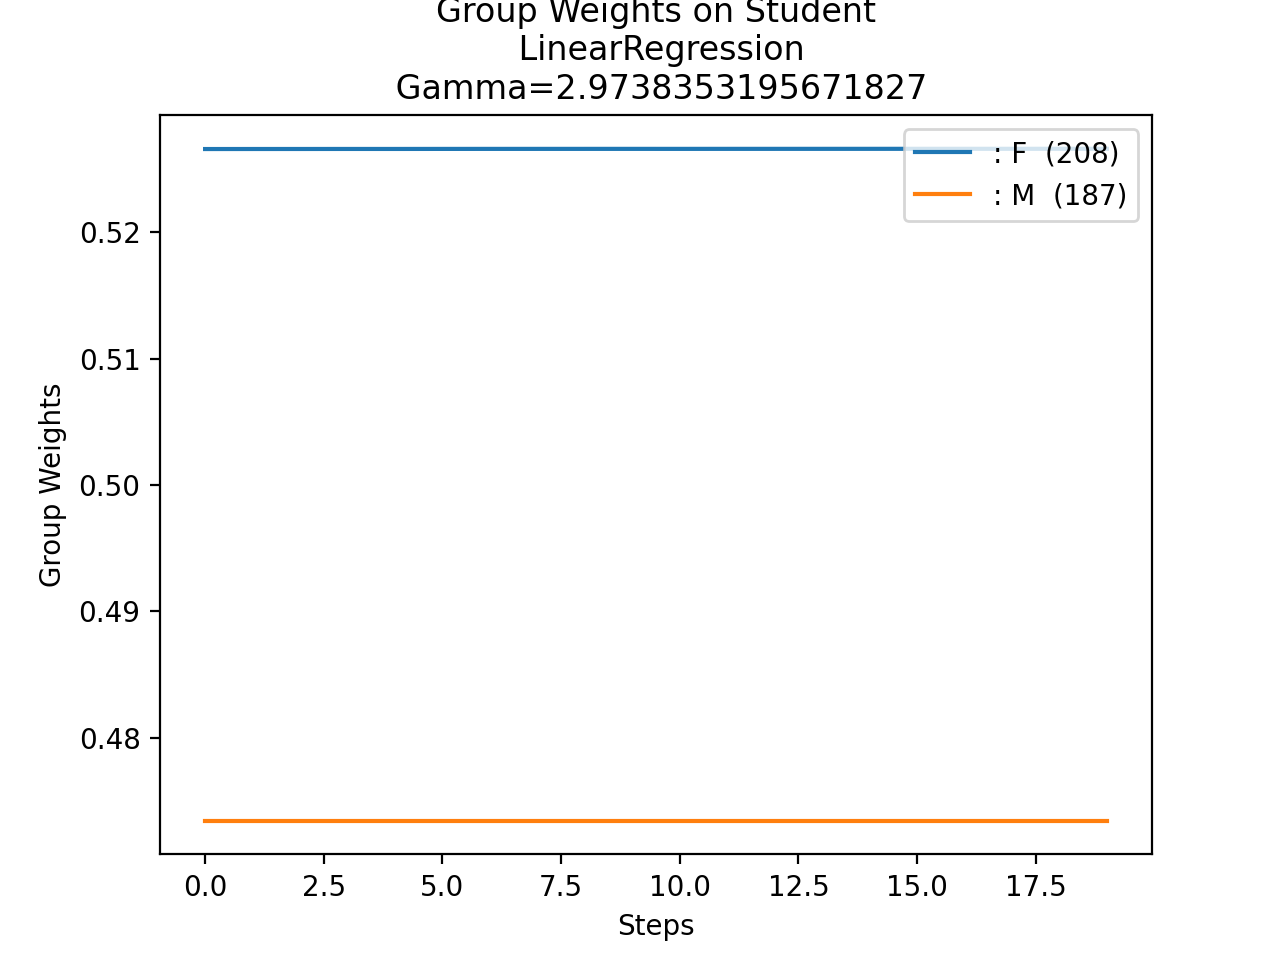 Group Weights on Student
LinearRegression
Gamma=2.9738353195671827
: F (208)
: M (187)
0.52
0.51
0.50
0.49
0.48
Group Weights
0.0 2.5 5.0 7.5 10.0 12.5 15.0 17.5
Steps